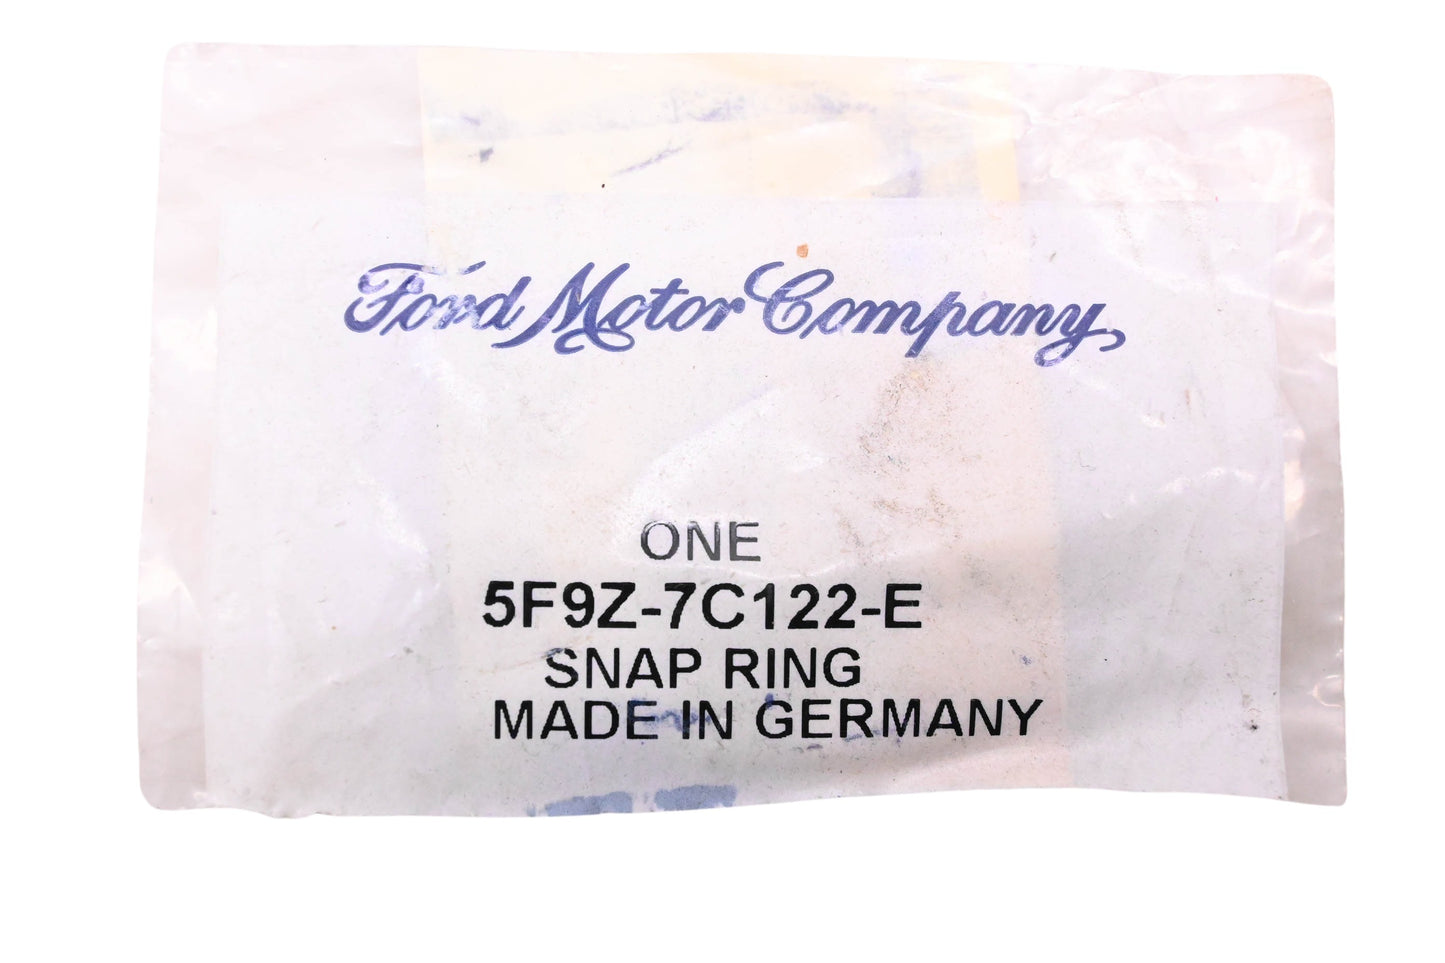 Ford Motor Company,
ONE
5F9Z-7C122-E
SNAP RING
MADE IN GERMANY